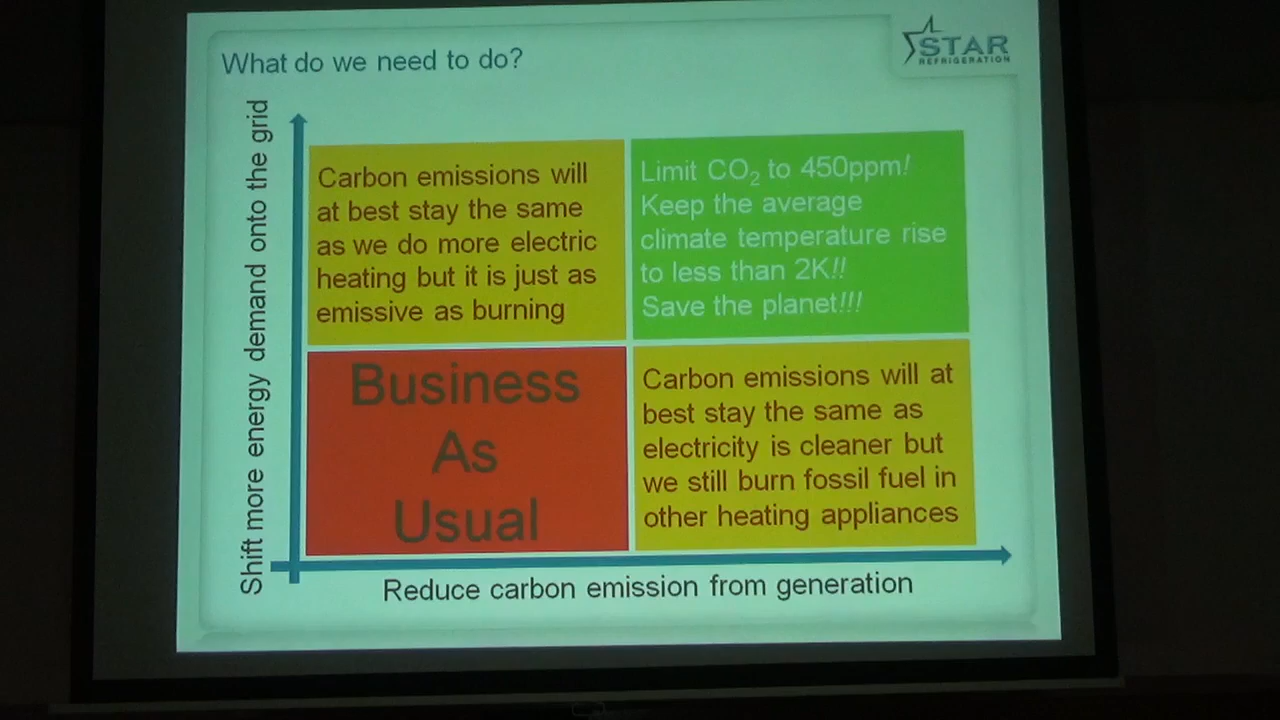 What do we need to do?
STAR
REFRIGERATION
Shift more energy demand onto the grid
Carbon emissions will
at best stay the same
as we do more electric
heating but it is just as
emissive as burning
Limit CO₂ to 450ppm!
Keep the average
climate temperature rise
to less than 2K!!
Save the planet!!!
Business
As
Usual
Carbon emissions will at
best stay the same as
electricity is cleaner but
we still burn fossil fuel in
other heating appliances
Reduce carbon emission from generation